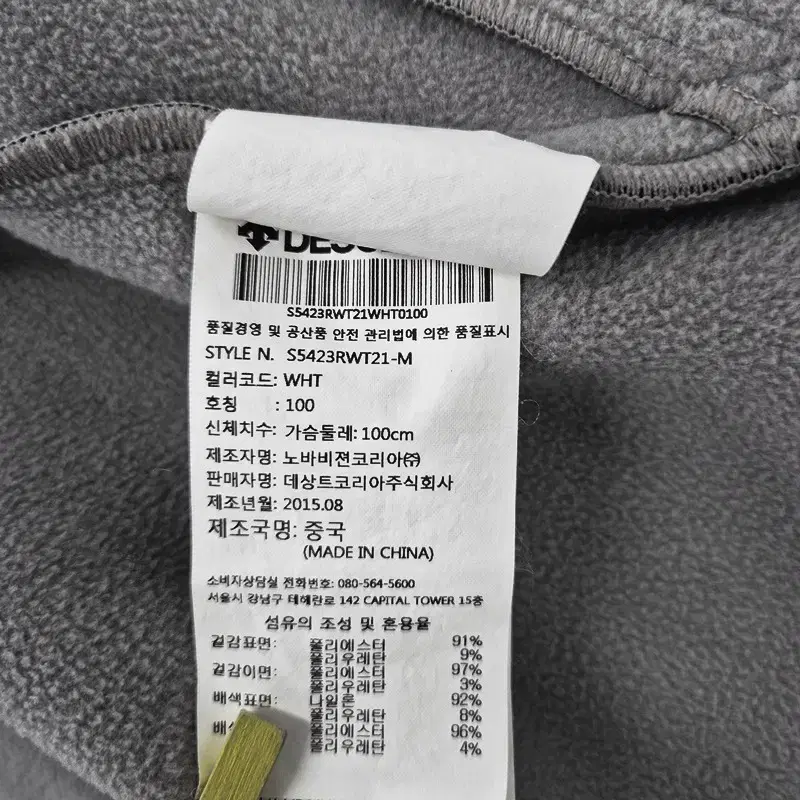 S5423RWT21WHT0100
품질경영 및 공산품 안전 관리법에 의한 품질표시
STYLE N. S5423RWT21-M
컬러코드: WHT
호칭 : 100
신체치수: 가슴둘레: 100cm
제조자명: 노바비젼코리아㈜
판매자명: 데상트코리아주식회사
제조년월: 2015.08
제조국명: 중국
(MADE IN CHINA)
소비자상담실 전화번호: 080-564-5600
서울시 강남구 테헤란로 142 CAPITAL TOWER 15층
섬유의 조성 및 혼용율
겉감표면: 폴리에스터 91%
폴리우레탄 9%
겉감이면: 폴리에스터 97%
폴리우레탄 3%
배색표면: 나일론 92%
폴리우레탄 8%
폴리에스터 96%
폴리우레탄 4%